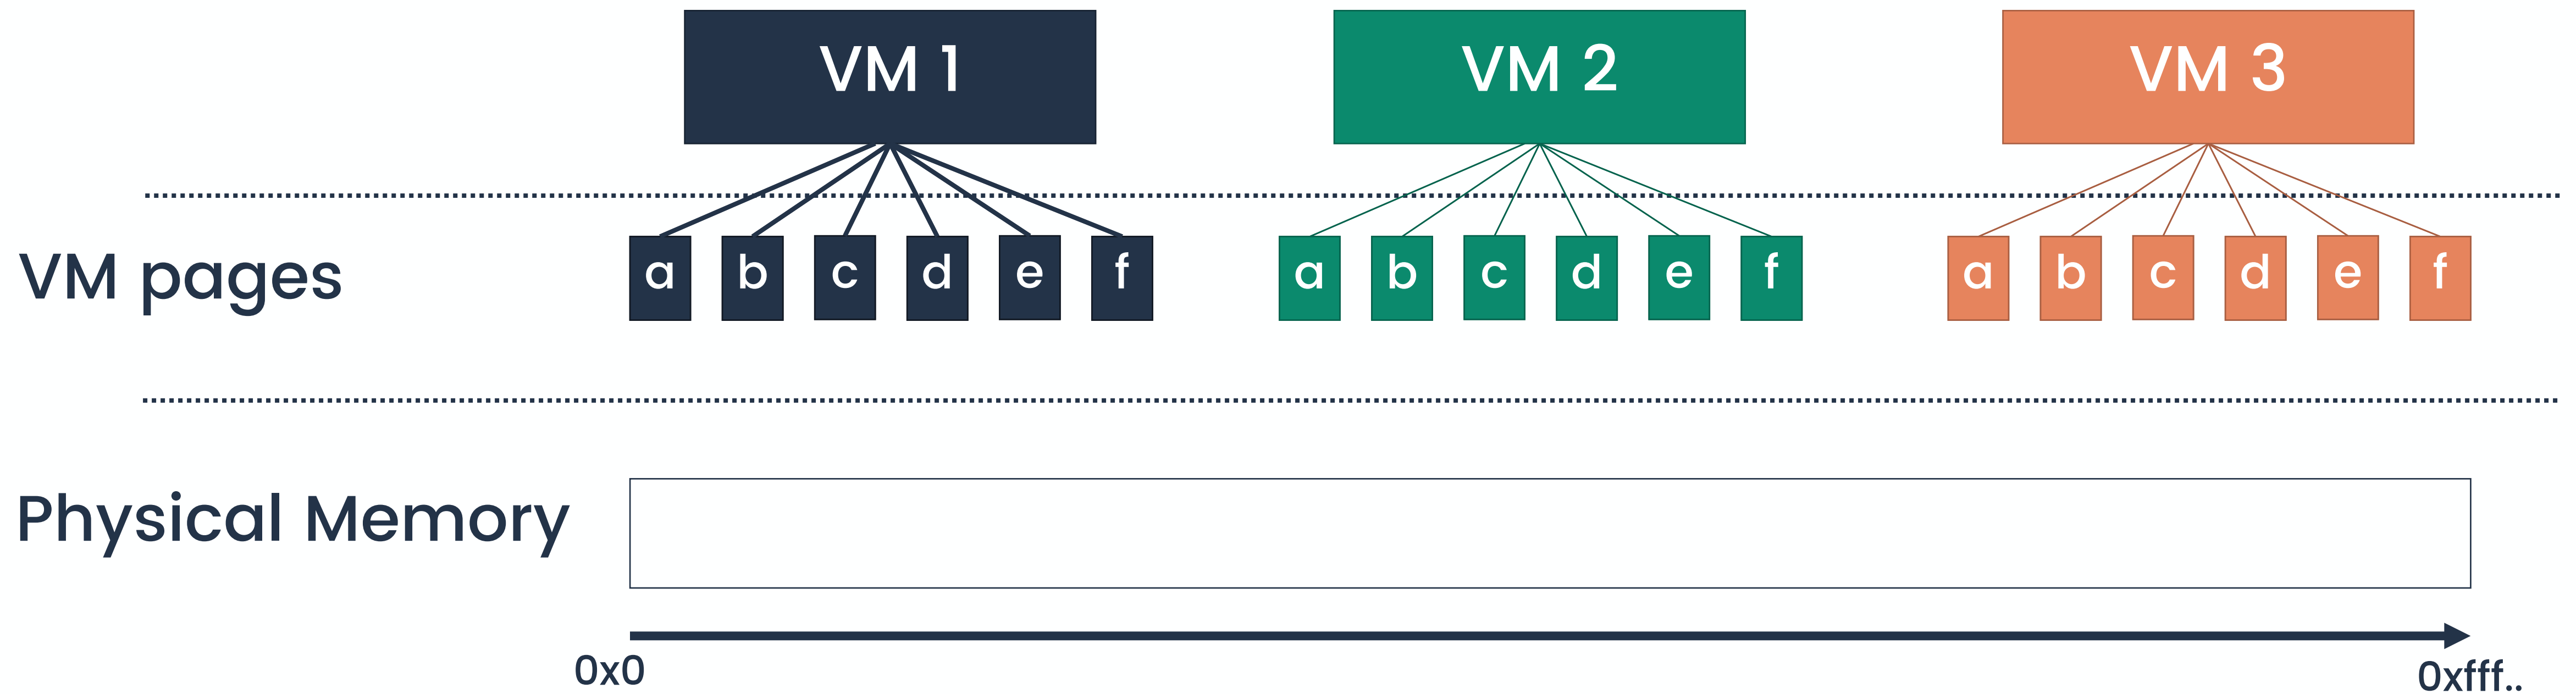 VM 1 VM 2 VM 3
VM pages a b c d e f a b c d e f a b c d e f
Physical Memory
0x0 0xfff..